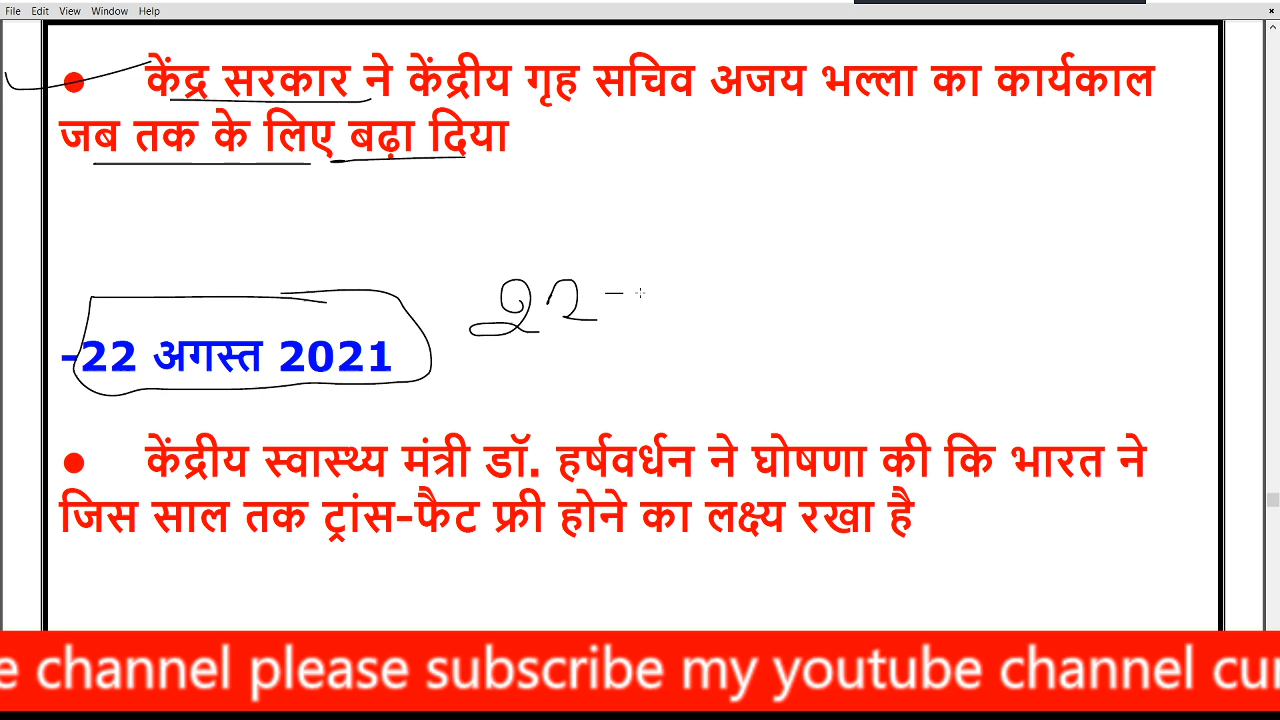 File Edit View Window Help
● केंद्र सरकार ने केंद्रीय गृह सचिव अजय भल्ला का कार्यकाल
जब तक के लिए बढ़ा दिया
22 -
-22 अगस्त 2021
● केंद्रीय स्वास्थ्य मंत्री डॉ. हर्षवर्धन ने घोषणा की कि भारत ने
जिस साल तक ट्रांस-फैट फ्री होने का लक्ष्य रखा है
e channel please subscribe my youtube channel cur